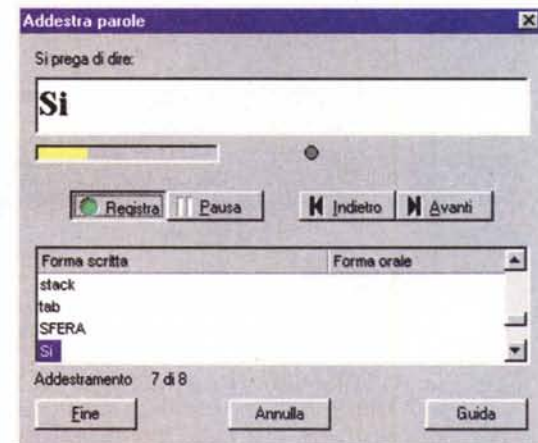 Addestra parole
Si prega di dire:
Si
Registra Pausa Indietro Avanti
Forma scritta Forma orale
stack
tab
SFERA
Si
Addestramento 7 di 8
Fine Annulla Guida